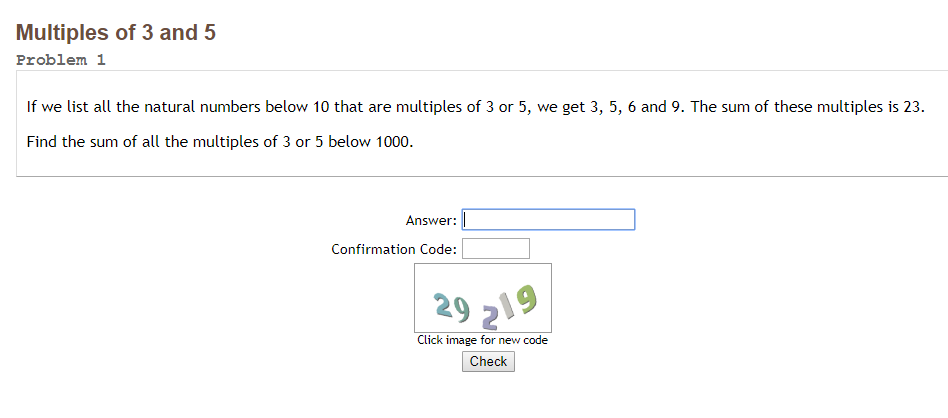 Multiples of 3 and 5
Problem 1
If we list all the natural numbers below 10 that are multiples of 3 or 5, we get 3, 5, 6 and 9. The sum of these multiples is 23.
Find the sum of all the multiples of 3 or 5 below 1000.
Answer:
Confirmation Code:
29219
Click image for new code
Check